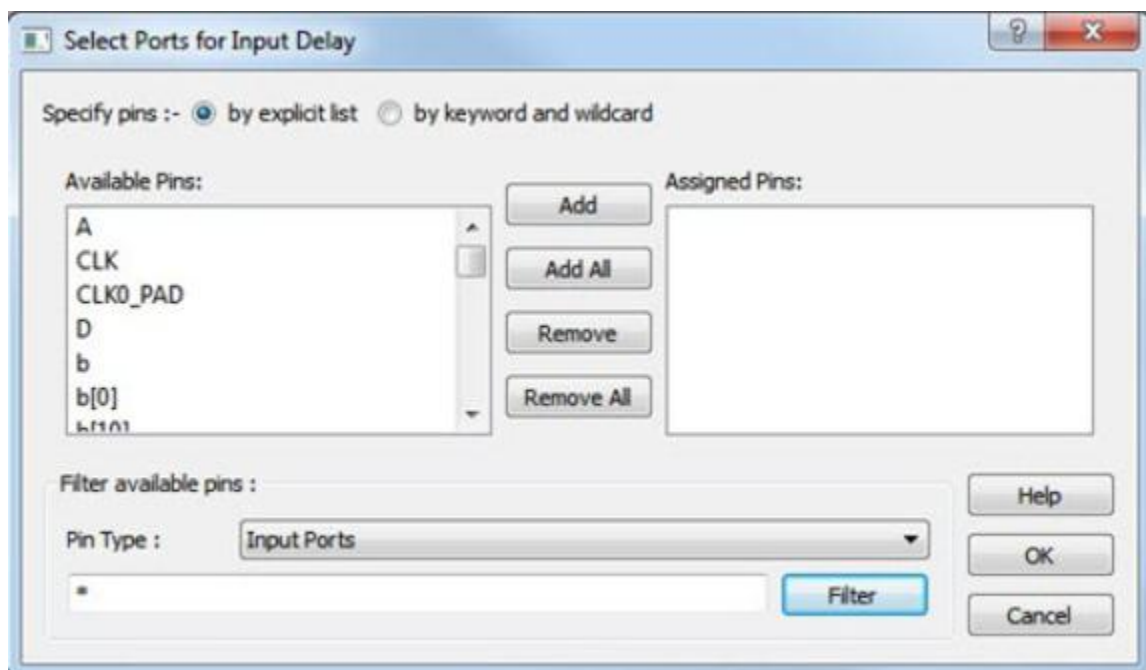 Select Ports for Input Delay
Specify pins :- by explicit list by keyword and wildcard
Available Pins:
A
CLK
CLK0_PAD
D
b
b[0]
b[10]
Add
Add All
Remove
Remove All
Assigned Pins:
Filter available pins :
Pin Type : Input Ports
*
Filter
Help
OK
Cancel